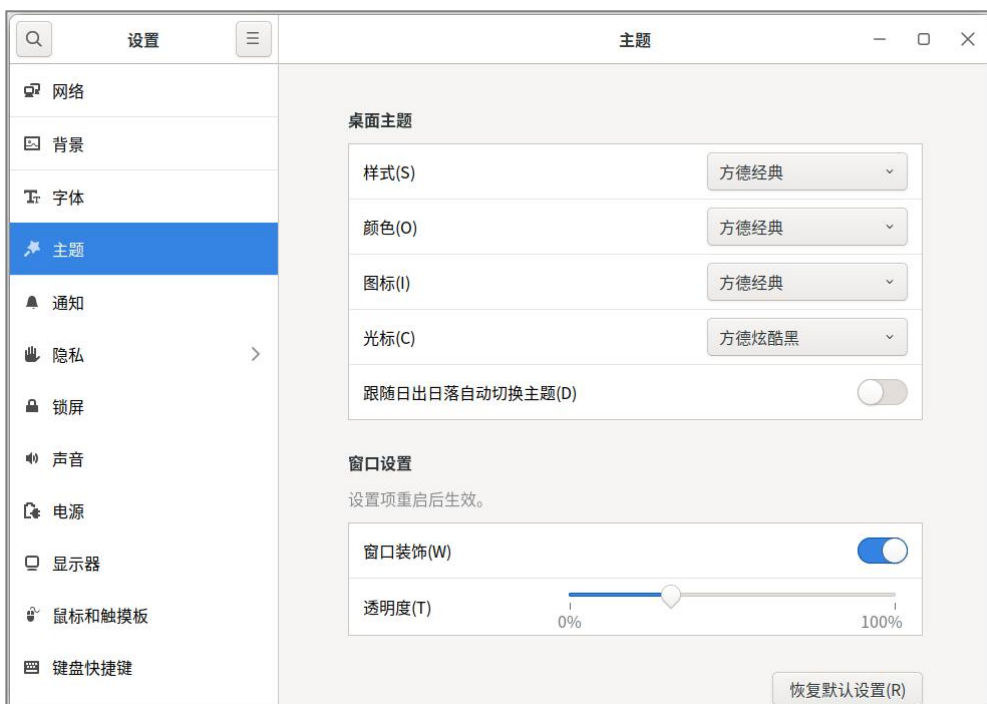 设置
主题
网络
背景
字体
主题
通知
隐私
锁屏
声音
电源
显示器
鼠标和触摸板
键盘快捷键
桌面主题
样式(S) 方德经典
颜色(O) 方德经典
图标(I) 方德经典
光标(C) 方德炫酷黑
跟随日出日落自动切换主题(D)
窗口设置
设置项重启后生效。
窗口装饰(W)
透明度(T)
0% 100%
恢复默认设置(R)